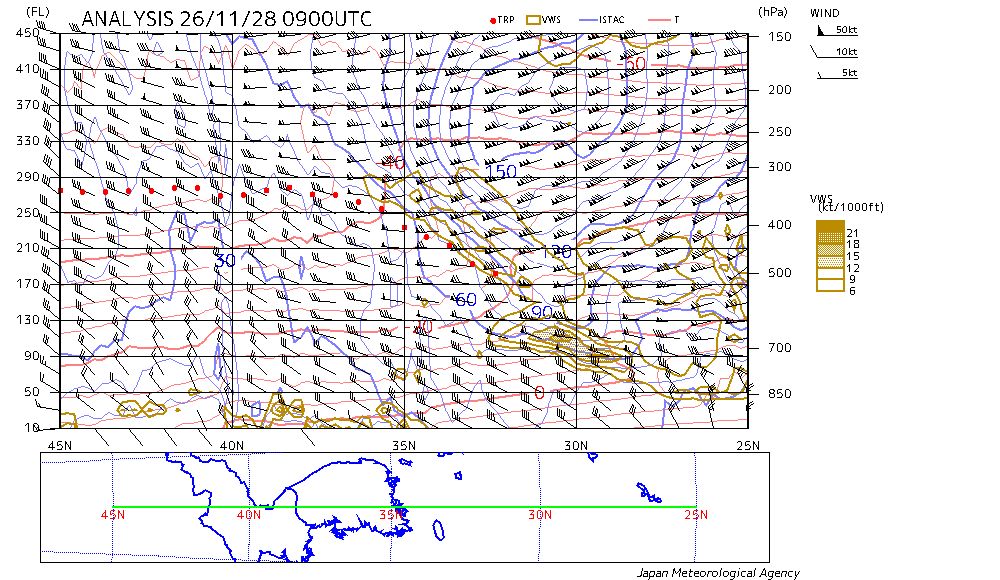 (FL) ANALYSIS 26/11/28 0900UTC TRP VWS ISTAC T (hPa) WIND
450 150 50kt
10kt
410 -60 5kt
370 200
330 250
290 -40 150 300
250 VWS
(kt/1000ft)
400
210 21
30 18
15
500 12
170 9
60 6
90
130
700
90
50 0 850
10
45N 40N 35N 30N 25N
45N 40N 35N 30N 25N
Japan Meteorological Agency